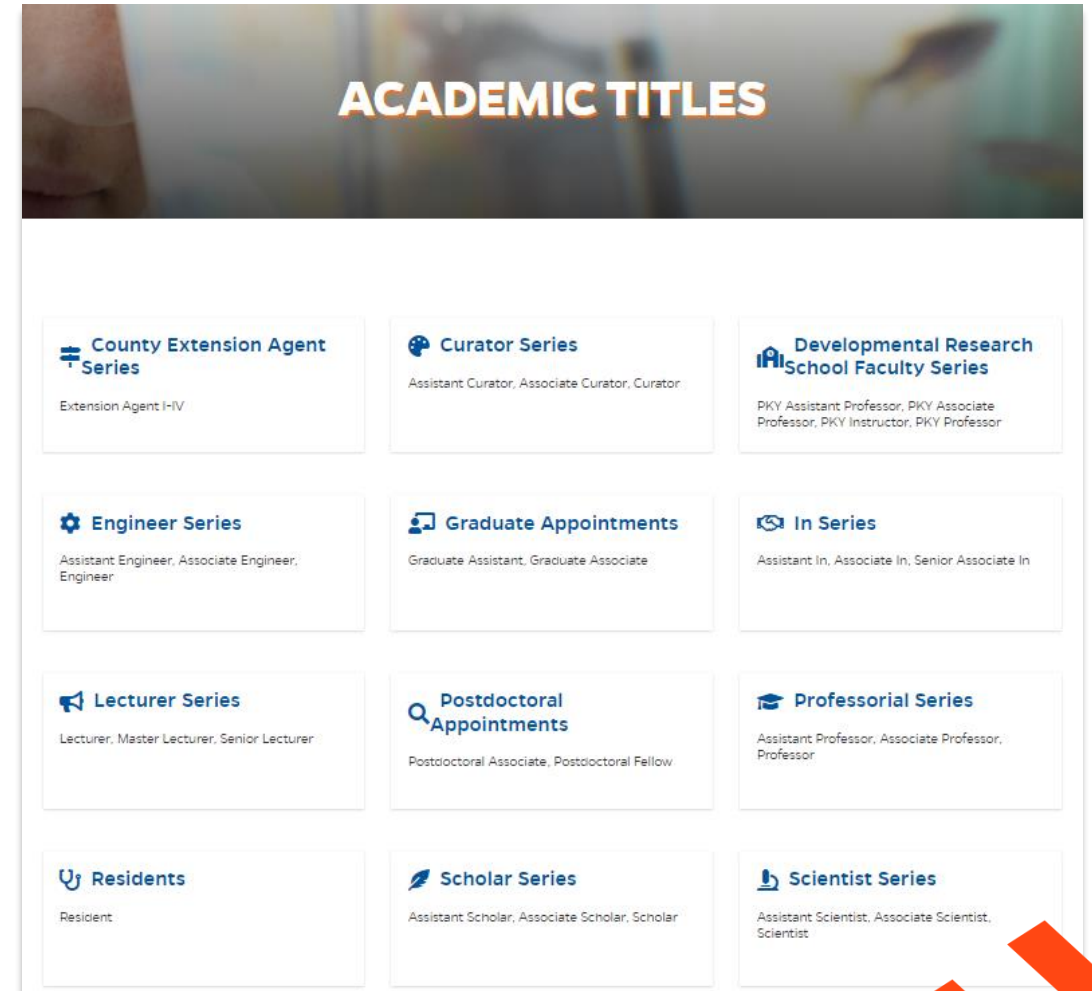 ACADEMIC TITLES
County Extension Agent
Series
Extension Agent I-IV
Curator Series
Assistant Curator, Associate Curator, Curator
Developmental Research
School Faculty Series
PKY Assistant Professor, PKY Associate
Professor, PKY Instructor, PKY Professor
Engineer Series
Assistant Engineer, Associate Engineer,
Engineer
Graduate Appointments
Graduate Assistant, Graduate Associate
In Series
Assistant In, Associate In, Senior Associate In
Lecturer Series
Lecturer, Master Lecturer, Senior Lecturer
Postdoctoral
Appointments
Postdoctoral Associate, Postdoctoral Fellow
Professorial Series
Assistant Professor, Associate Professor,
Professor
Residents
Resident
Scholar Series
Assistant Scholar, Associate Scholar, Scholar
Scientist Series
Assistant Scientist, Associate Scientist,
Scientist